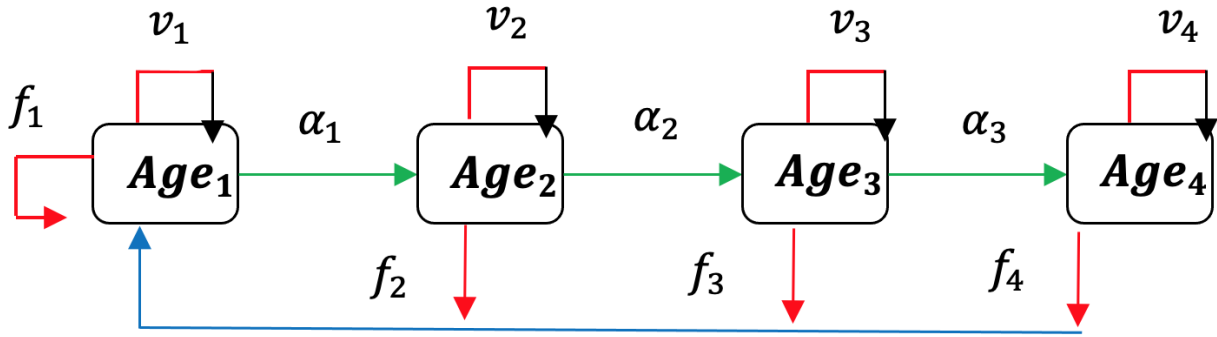 v₁ v₂ v₃ v₄
f₁ α₁ α₂ α₃
Age₁ Age₂ Age₃ Age₄
f₂ f₃ f₄